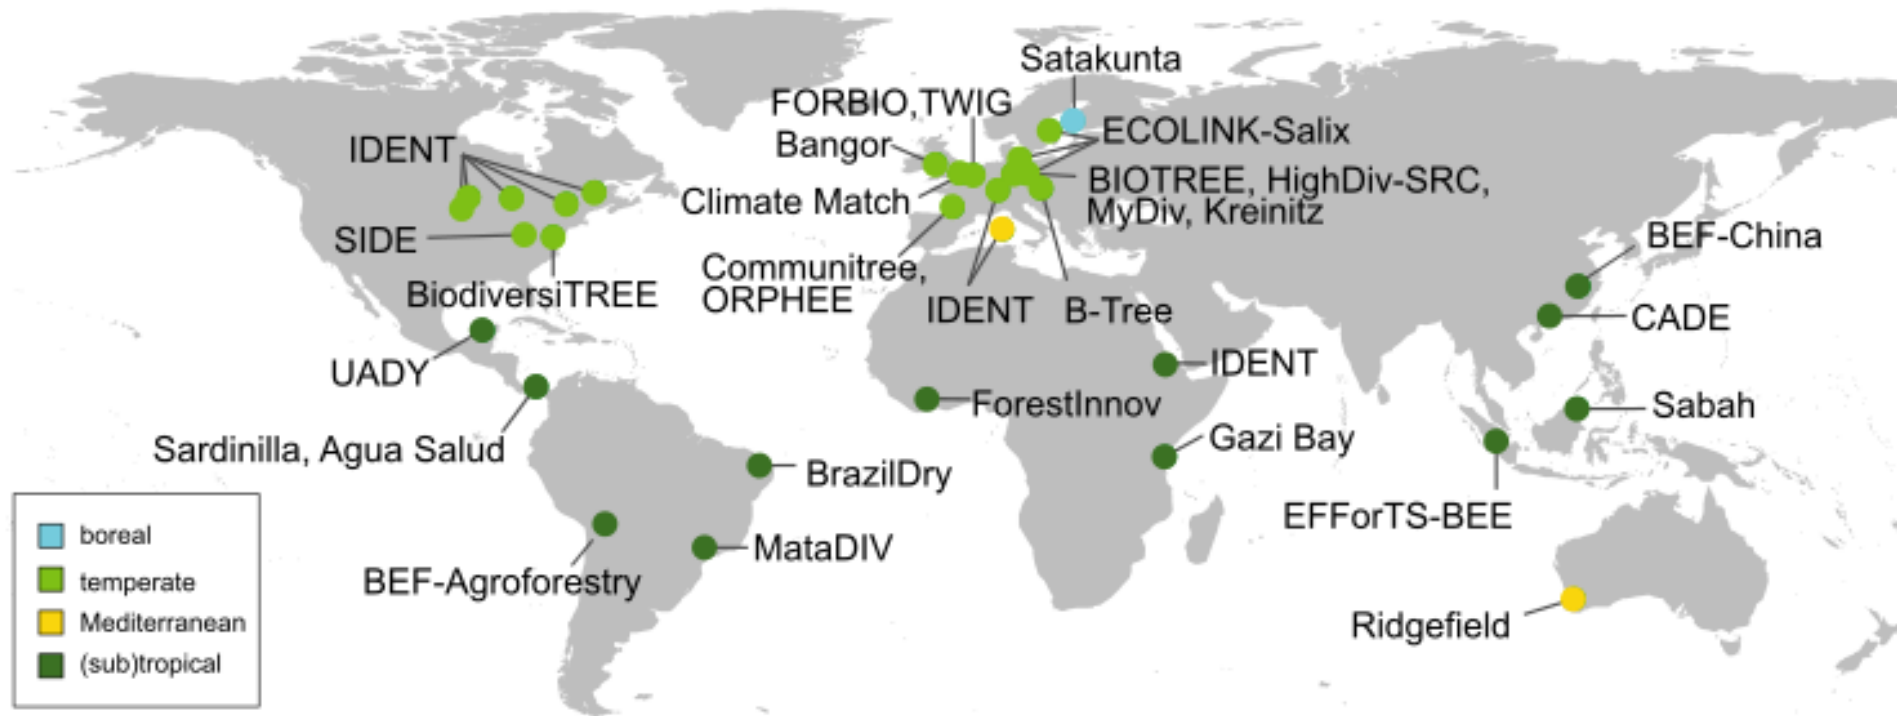 Satakunta
FORBIO,TWIG
ECOLINK-Salix
Bangor
IDENT
BIOTREE, HighDiv-SRC,
MyDiv, Kreinitz
Climate Match
SIDE
BEF-China
Communitree,
ORPHEE
BiodiversiTREE
IDENT
B-Tree
CADE
UADY
IDENT
ForestInnov
Sabah
Gazi Bay
Sardinilla, Agua Salud
BrazilDry
EFForTS-BEE
MataDIV
BEF-Agroforestry
Ridgefield
boreal
temperate
Mediterranean
(sub)tropical